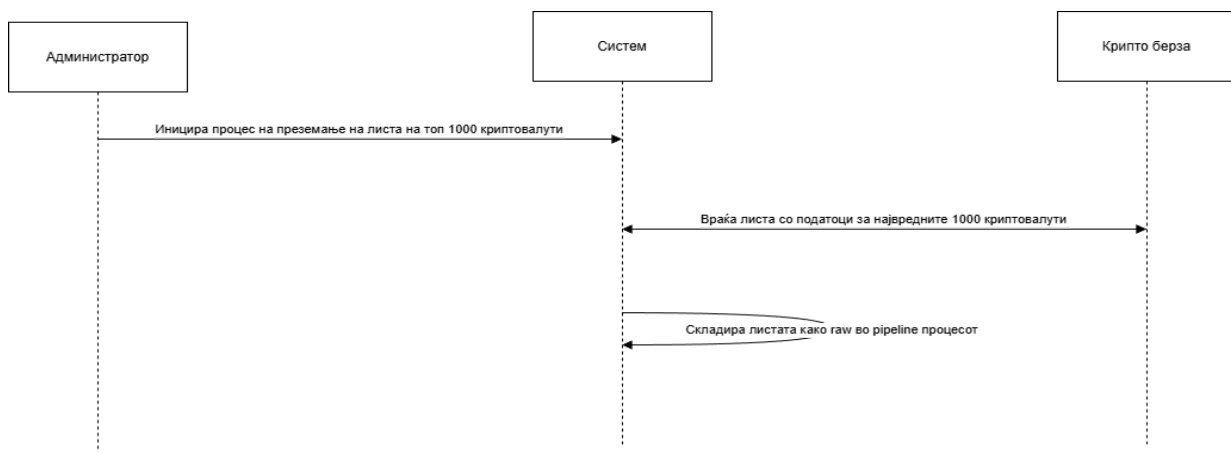 Администратор
Систем
Крипто берза
Иницира процес на преземање на листа на топ 1000 криптовалути
Враќа листа со податоци за највредните 1000 криптовалути
Складира листата како raw во pipeline процесот